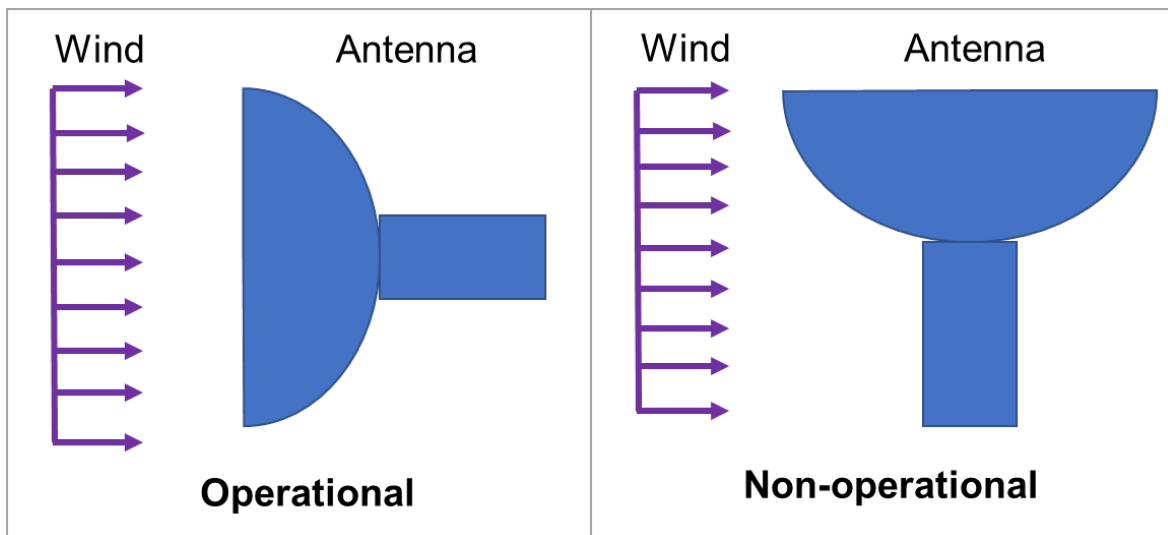 Wind
Antenna
Operational
Wind
Antenna
Non-operational